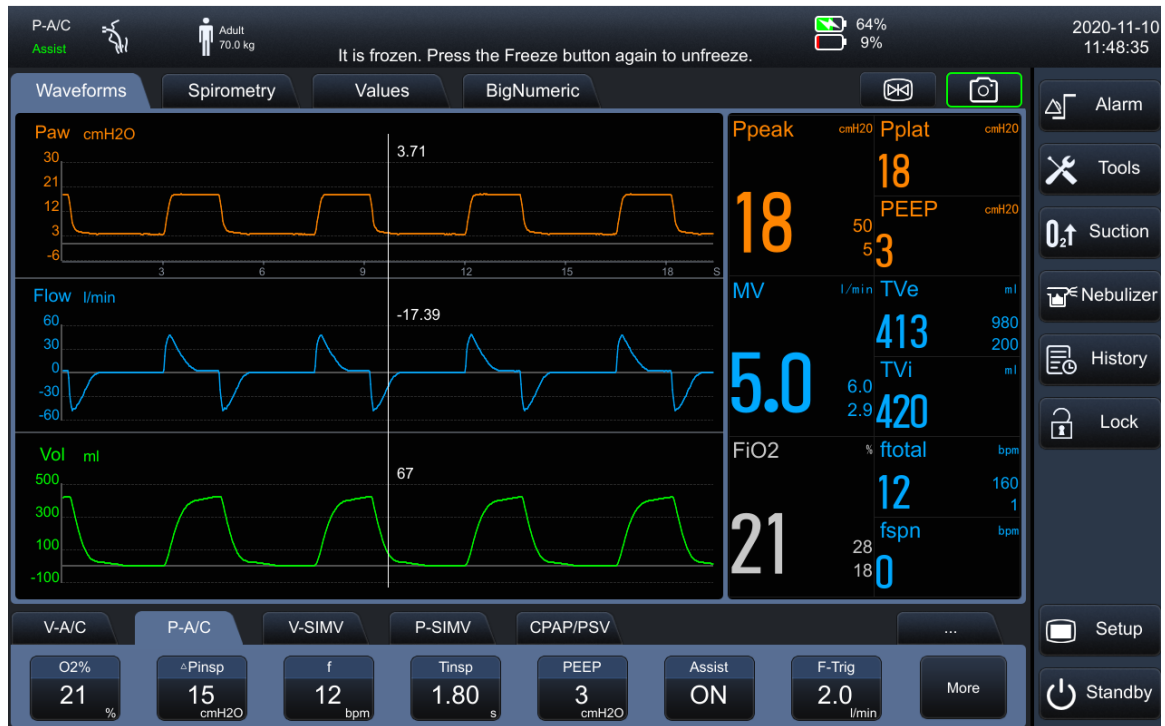 P-A/C
Assist
Adult
70.0 kg
It is frozen. Press the Freeze button again to unfreeze.
64%
9%
2020-11-10
11:48:35
Waveforms
Spirometry
Values
BigNumeric
Alarm
Tools
O₂ Suction
Nebulizer
History
Lock
Setup
Standby
Paw cmH2O
30
21
12
3
-6
3.71
3 6 9 12 15 18 S
Flow l/min
60
30
0
-30
-60
-17.39
Vol ml
500
300
100
-100
67
Ppeak cmH2O
18
50
5
Pplat cmH2O
18
PEEP cmH2O
3
MV l/min
5.0
6.0
2.9
TVe ml
413
980
200
TVi ml
420
FiO2 %
21
28
18
ftotal bpm
12
160
1
fspn bpm
0
V-A/C
P-A/C
V-SIMV
P-SIMV
CPAP/PSV
...
O2%
21
%
△Pinsp
15
cmH2O
f
12
bpm
Tinsp
1.80
s
PEEP
3
cmH2O
Assist
ON
F-Trig
2.0
l/min
More